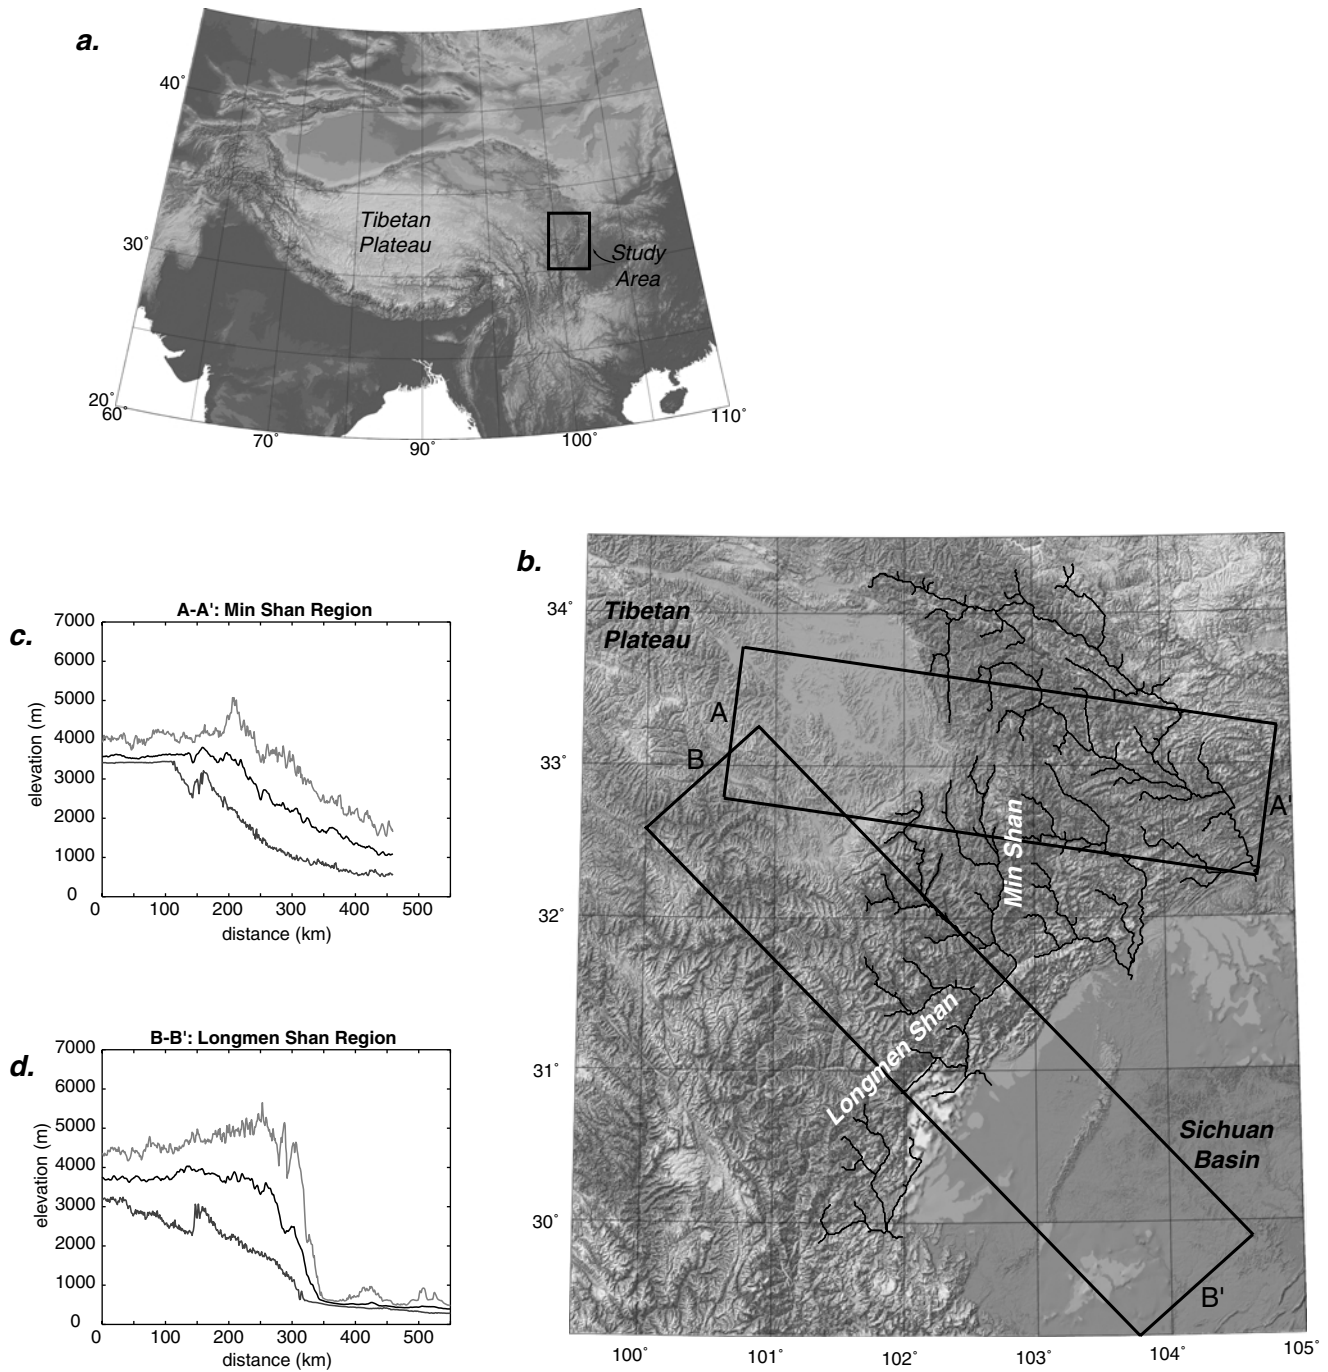 a.
40°
30°
20°
60°
70°
90°
100°
110°
Tibetan
Plateau
Study
Area
b.
34°
33°
32°
31°
30°
100°
101°
102°
103°
104°
105°
Tibetan
Plateau
A
B
A'
B'
Min Shan
Longmen Shan
Sichuan
Basin
c.
A-A': Min Shan Region
7000
6000
5000
4000
3000
2000
1000
0
elevation (m)
0 100 200 300 400 500
distance (km)
d.
B-B': Longmen Shan Region
7000
6000
5000
4000
3000
2000
1000
0
elevation (m)
0 100 200 300 400 500
distance (km)